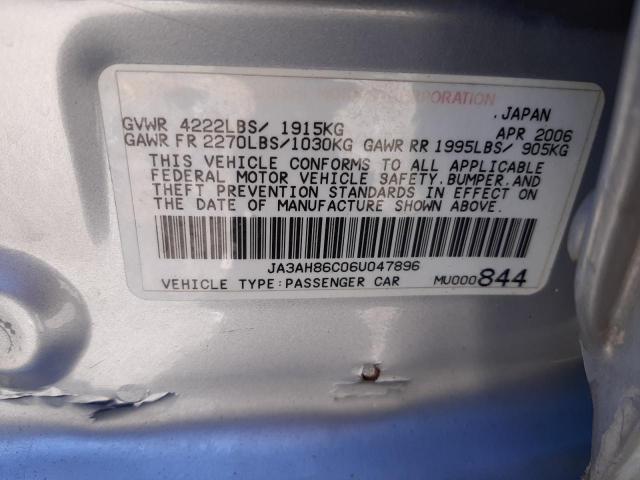 CORPORATION
.JAPAN
GVWR 4222LBS/ 1915KG APR 2006
GAWR FR 2270LBS/1030KG GAWR RR 1995LBS/ 905KG
THIS VEHICLE CONFORMS TO ALL APPLICABLE
FEDERAL MOTOR VEHICLE SAFETY.BUMPER.AND
THEFT PREVENTION STANDARDS IN EFFECT ON
THE DATE OF MANUFACTURE SHOWN ABOVE.
JA3AH86C06U047896
VEHICLE TYPE:PASSENGER CAR MU000844